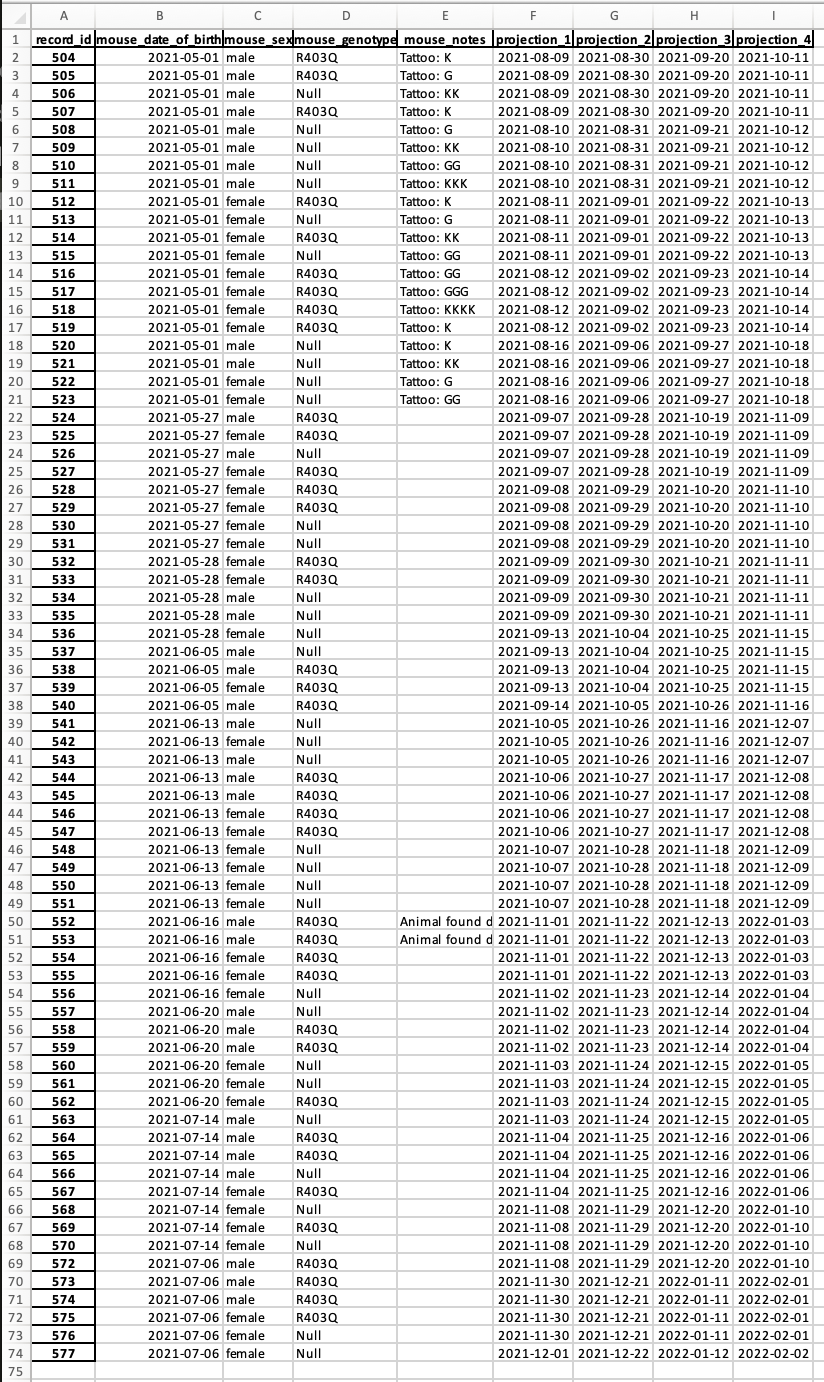 A B C D E F G H I
1 record_id mouse_date_of_birth mouse_sex mouse_genotype mouse_notes projection_1 projection_2 projection_3 projection_4
2 504 2021-05-01 male R403Q Tattoo: K 2021-08-09 2021-08-30 2021-09-20 2021-10-11
3 505 2021-05-01 male R403Q Tattoo: G 2021-08-09 2021-08-30 2021-09-20 2021-10-11
4 506 2021-05-01 male Null Tattoo: KK 2021-08-09 2021-08-30 2021-09-20 2021-10-11
5 507 2021-05-01 male R403Q Tattoo: K 2021-08-09 2021-08-30 2021-09-20 2021-10-11
6 508 2021-05-01 male Null Tattoo: G 2021-08-10 2021-08-31 2021-09-21 2021-10-12
7 509 2021-05-01 male Null Tattoo: KK 2021-08-10 2021-08-31 2021-09-21 2021-10-12
8 510 2021-05-01 male Null Tattoo: GG 2021-08-10 2021-08-31 2021-09-21 2021-10-12
9 511 2021-05-01 male Null Tattoo: KKK 2021-08-10 2021-08-31 2021-09-21 2021-10-12
10 512 2021-05-01 female R403Q Tattoo: K 2021-08-11 2021-09-01 2021-09-22 2021-10-13
11 513 2021-05-01 female Null Tattoo: G 2021-08-11 2021-09-01 2021-09-22 2021-10-13
12 514 2021-05-01 female R403Q Tattoo: KK 2021-08-11 2021-09-01 2021-09-22 2021-10-13
13 515 2021-05-01 female Null Tattoo: GG 2021-08-11 2021-09-01 2021-09-22 2021-10-13
14 516 2021-05-01 female R403Q Tattoo: GG 2021-08-12 2021-09-02 2021-09-23 2021-10-14
15 517 2021-05-01 female R403Q Tattoo: GGG 2021-08-12 2021-09-02 2021-09-23 2021-10-14
16 518 2021-05-01 female R403Q Tattoo: KKKK 2021-08-12 2021-09-02 2021-09-23 2021-10-14
17 519 2021-05-01 female R403Q Tattoo: K 2021-08-12 2021-09-02 2021-09-23 2021-10-14
18 520 2021-05-01 male Null Tattoo: K 2021-08-16 2021-09-06 2021-09-27 2021-10-18
19 521 2021-05-01 male Null Tattoo: KK 2021-08-16 2021-09-06 2021-09-27 2021-10-18
20 522 2021-05-01 female Null Tattoo: G 2021-08-16 2021-09-06 2021-09-27 2021-10-18
21 523 2021-05-01 female Null Tattoo: GG 2021-08-16 2021-09-06 2021-09-27 2021-10-18
22 524 2021-05-27 male R403Q 2021-09-07 2021-09-28 2021-10-19 2021-11-09
23 525 2021-05-27 female R403Q 2021-09-07 2021-09-28 2021-10-19 2021-11-09
24 526 2021-05-27 male Null 2021-09-07 2021-09-28 2021-10-19 2021-11-09
25 527 2021-05-27 female R403Q 2021-09-07 2021-09-28 2021-10-19 2021-11-09
26 528 2021-05-27 female R403Q 2021-09-08 2021-09-29 2021-10-20 2021-11-10
27 529 2021-05-27 female R403Q 2021-09-08 2021-09-29 2021-10-20 2021-11-10
28 530 2021-05-27 female Null 2021-09-08 2021-09-29 2021-10-20 2021-11-10
29 531 2021-05-27 female Null 2021-09-08 2021-09-29 2021-10-20 2021-11-10
30 532 2021-05-28 female R403Q 2021-09-09 2021-09-30 2021-10-21 2021-11-11
31 533 2021-05-28 female R403Q 2021-09-09 2021-09-30 2021-10-21 2021-11-11
32 534 2021-05-28 male Null 2021-09-09 2021-09-30 2021-10-21 2021-11-11
33 535 2021-05-28 male Null 2021-09-09 2021-09-30 2021-10-21 2021-11-11
34 536 2021-05-28 female Null 2021-09-13 2021-10-04 2021-10-25 2021-11-15
35 537 2021-06-05 male Null 2021-09-13 2021-10-04 2021-10-25 2021-11-15
36 538 2021-06-05 male R403Q 2021-09-13 2021-10-04 2021-10-25 2021-11-15
37 539 2021-06-05 female R403Q 2021-09-13 2021-10-04 2021-10-25 2021-11-15
38 540 2021-06-05 male R403Q 2021-09-14 2021-10-05 2021-10-26 2021-11-16
39 541 2021-06-13 male Null 2021-10-05 2021-10-26 2021-11-16 2021-12-07
40 542 2021-06-13 female Null 2021-10-05 2021-10-26 2021-11-16 2021-12-07
41 543 2021-06-13 male Null 2021-10-05 2021-10-26 2021-11-16 2021-12-07
42 544 2021-06-13 male R403Q 2021-10-06 2021-10-27 2021-11-17 2021-12-08
43 545 2021-06-13 male R403Q 2021-10-06 2021-10-27 2021-11-17 2021-12-08
44 546 2021-06-13 female R403Q 2021-10-06 2021-10-27 2021-11-17 2021-12-08
45 547 2021-06-13 female R403Q 2021-10-06 2021-10-27 2021-11-17 2021-12-08
46 548 2021-06-13 female Null 2021-10-07 2021-10-28 2021-11-18 2021-12-09
47 549 2021-06-13 female Null 2021-10-07 2021-10-28 2021-11-18 2021-12-09
48 550 2021-06-13 female Null 2021-10-07 2021-10-28 2021-11-18 2021-12-09
49 551 2021-06-13 female Null 2021-10-07 2021-10-28 2021-11-18 2021-12-09
50 552 2021-06-16 male R403Q Animal found d 2021-11-01 2021-11-22 2021-12-13 2022-01-03
51 553 2021-06-16 male R403Q Animal found d 2021-11-01 2021-11-22 2021-12-13 2022-01-03
52 554 2021-06-16 female R403Q 2021-11-01 2021-11-22 2021-12-13 2022-01-03
53 555 2021-06-16 female R403Q 2021-11-01 2021-11-22 2021-12-13 2022-01-03
54 556 2021-06-16 female Null 2021-11-02 2021-11-23 2021-12-14 2022-01-04
55 557 2021-06-20 male Null 2021-11-02 2021-11-23 2021-12-14 2022-01-04
56 558 2021-06-20 male R403Q 2021-11-02 2021-11-23 2021-12-14 2022-01-04
57 559 2021-06-20 male R403Q 2021-11-02 2021-11-23 2021-12-14 2022-01-04
58 560 2021-06-20 female Null 2021-11-03 2021-11-24 2021-12-15 2022-01-05
59 561 2021-06-20 female Null 2021-11-03 2021-11-24 2021-12-15 2022-01-05
60 562 2021-06-20 female R403Q 2021-11-03 2021-11-24 2021-12-15 2022-01-05
61 563 2021-07-14 male Null 2021-11-03 2021-11-24 2021-12-15 2022-01-05
62 564 2021-07-14 male R403Q 2021-11-04 2021-11-25 2021-12-16 2022-01-06
63 565 2021-07-14 male R403Q 2021-11-04 2021-11-25 2021-12-16 2022-01-06
64 566 2021-07-14 male Null 2021-11-04 2021-11-25 2021-12-16 2022-01-06
65 567 2021-07-14 female R403Q 2021-11-04 2021-11-25 2021-12-16 2022-01-06
66 568 2021-07-14 female Null 2021-11-08 2021-11-29 2021-12-20 2022-01-10
67 569 2021-07-14 female R403Q 2021-11-08 2021-11-29 2021-12-20 2022-01-10
68 570 2021-07-14 female Null 2021-11-08 2021-11-29 2021-12-20 2022-01-10
69 572 2021-07-06 male R403Q 2021-11-08 2021-11-29 2021-12-20 2022-01-10
70 573 2021-07-06 male R403Q 2021-11-30 2021-12-21 2022-01-11 2022-02-01
71 574 2021-07-06 male R403Q 2021-11-30 2021-12-21 2022-01-11 2022-02-01
72 575 2021-07-06 female R403Q 2021-11-30 2021-12-21 2022-01-11 2022-02-01
73 576 2021-07-06 female Null 2021-11-30 2021-12-21 2022-01-11 2022-02-01
74 577 2021-07-06 female Null 2021-12-01 2021-12-22 2022-01-12 2022-02-02
75